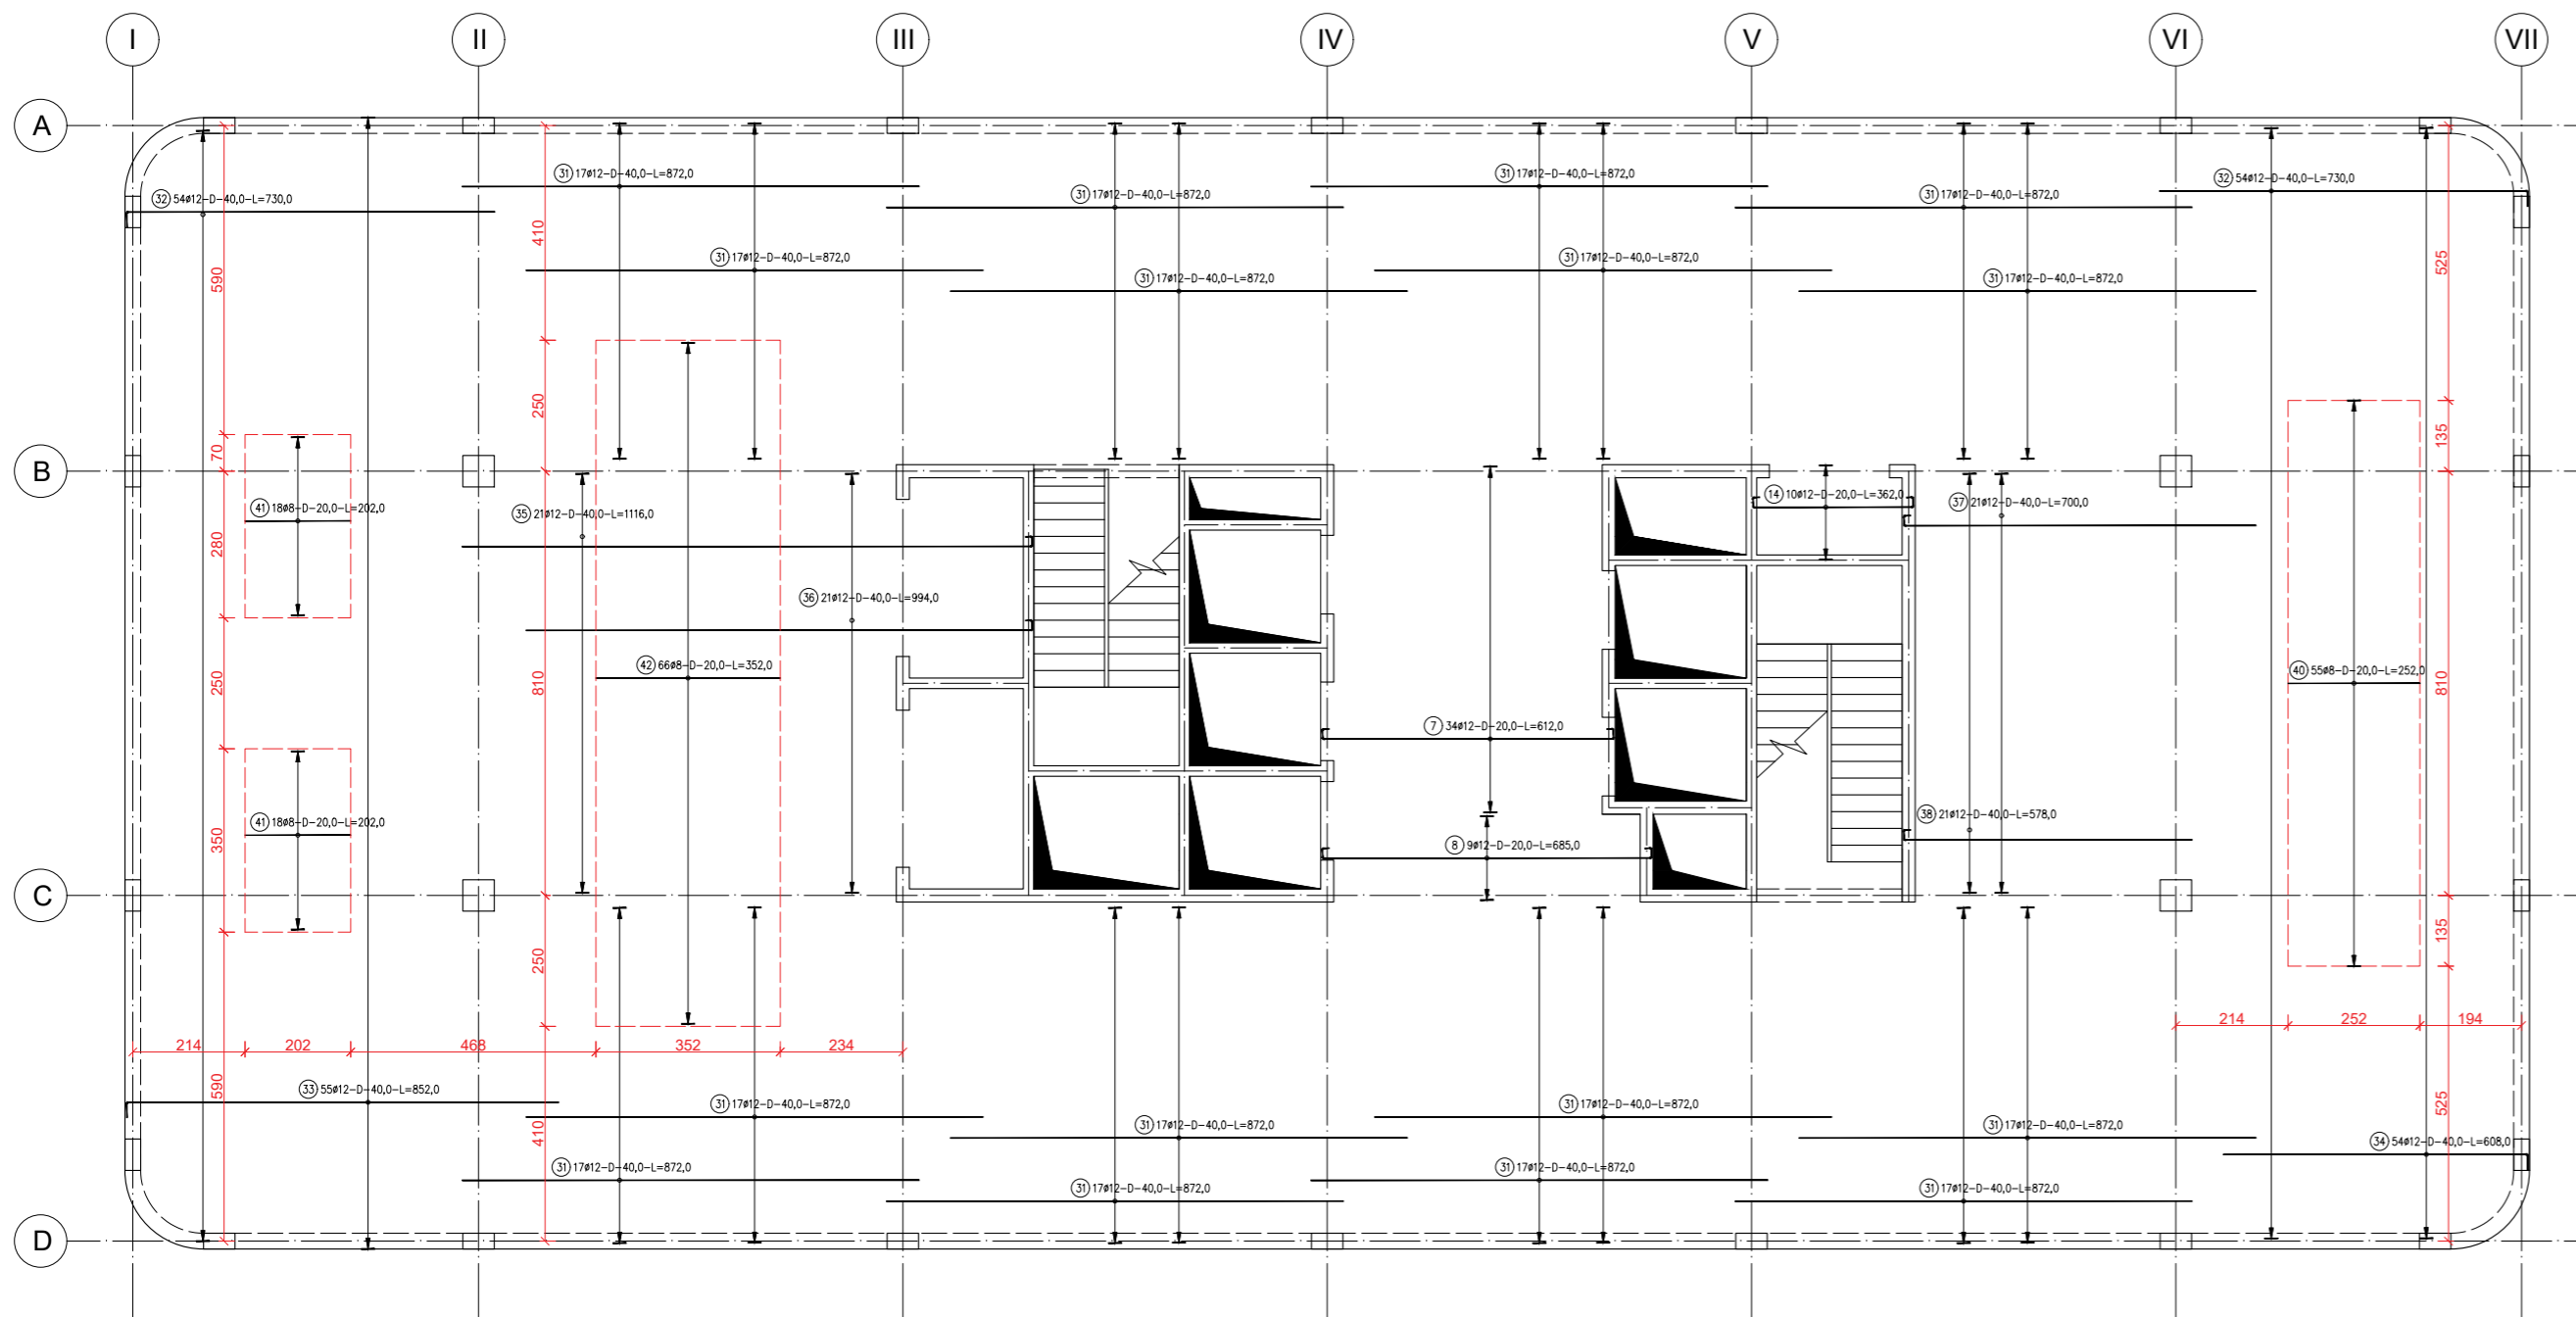 I II III IV V VI VII
A
31 17ø12-D-40,0-L=872,0
31 17ø12-D-40,0-L=872,0
32 54ø12-D-40,0-L=730,0
32 54ø12-D-40,0-L=730,0
31 17ø12-D-40,0-L=872,0
31 17ø12-D-40,0-L=872,0
410
590
525
31 17ø12-D-40,0-L=872,0
31 17ø12-D-40,0-L=872,0
31 17ø12-D-40,0-L=872,0
31 17ø12-D-40,0-L=872,0
250
70
135
B
41 18ø8-D-20,0-L=202,0
35 21ø12-D-40,0-L=1116,0
14 10ø12-D-20,0-L=362,0
37 21ø12-D-40,0-L=700,0
280
36 21ø12-D-40,0-L=994,0
42 66ø8-D-20,0-L=352,0
40 55ø8-D-20,0-L=252,0
250
810
810
7 34ø12-D-20,0-L=612,0
41 18ø8-D-20,0-L=202,0
38 21ø12-D-40,0-L=578,0
350
8 9ø12-D-20,0-L=685,0
C
250
135
214 202 468 352 234
214 252 194
33 55ø12-D-40,0-L=852,0
590
410
525
31 17ø12-D-40,0-L=872,0
31 17ø12-D-40,0-L=872,0
31 17ø12-D-40,0-L=872,0
31 17ø12-D-40,0-L=872,0
34 54ø12-D-40,0-L=608,0
31 17ø12-D-40,0-L=872,0
31 17ø12-D-40,0-L=872,0
31 17ø12-D-40,0-L=872,0
31 17ø12-D-40,0-L=872,0
D